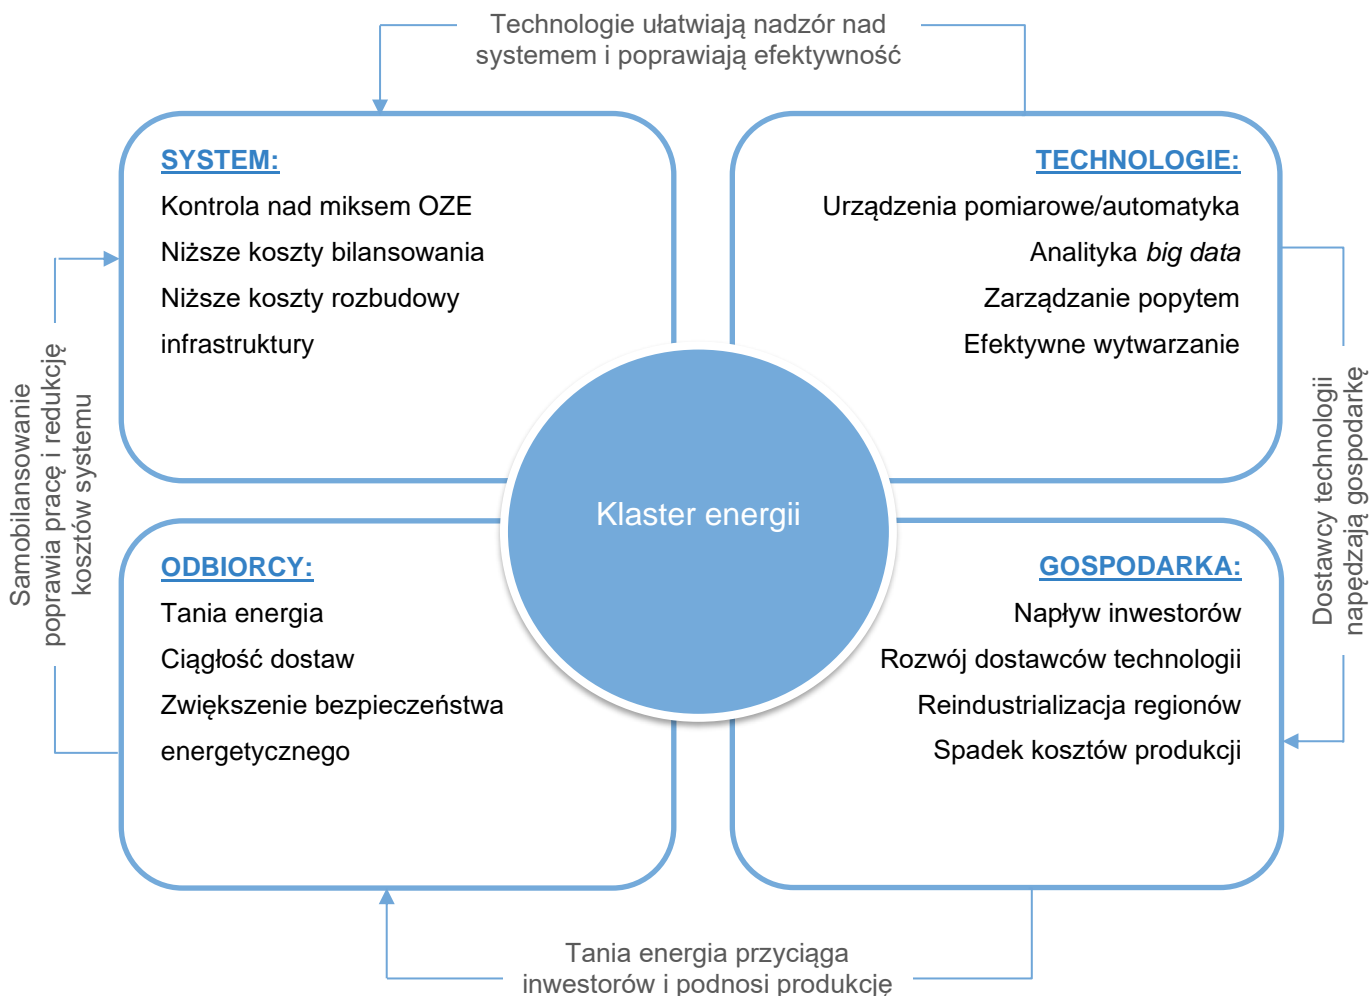 Technologie ułatwiają nadzór nad
systemem i poprawiają efektywność
SYSTEM:
Kontrola nad miksem OZE
Niższe koszty bilansowania
Niższe koszty rozbudowy
infrastruktury
TECHNOLOGIE:
Urządzenia pomiarowe/automatyka
Analityka big data
Zarządzanie popytem
Efektywne wytwarzanie
Samobilansowanie
poprawia pracę i redukcję
kosztów systemu
Klaster energii
Dostawcy technologii
napędzają gospodarkę
ODBIORCY:
Tania energia
Ciągłość dostaw
Zwiększenie bezpieczeństwa
energetycznego
GOSPODARKA:
Napływ inwestorów
Rozwój dostawców technologii
Reindustrializacja regionów
Spadek kosztów produkcji
Tania energia przyciąga
inwestorów i podnosi produkcję